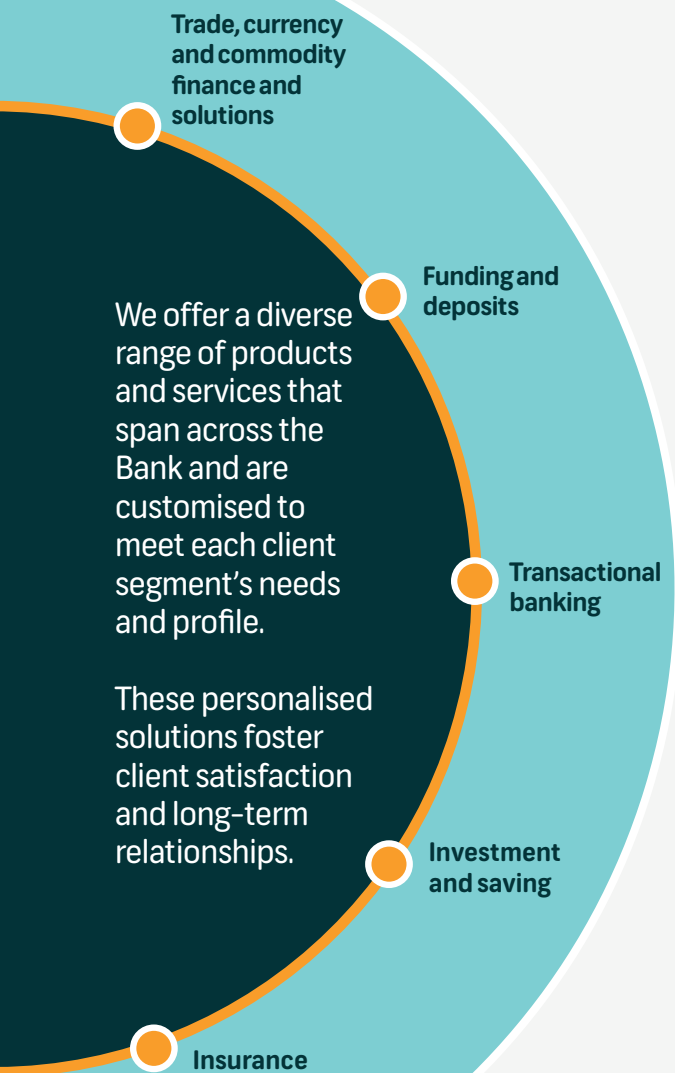 Trade, currency
and commodity
finance and
solutions
Funding and
deposits
We offer a diverse
range of products
and services that
span across the
Bank and are
customised to
meet each client
segment's needs
and profile.
These personalised
solutions foster
client satisfaction
and long-term
relationships.
Transactional
banking
Investment
and saving
Insurance